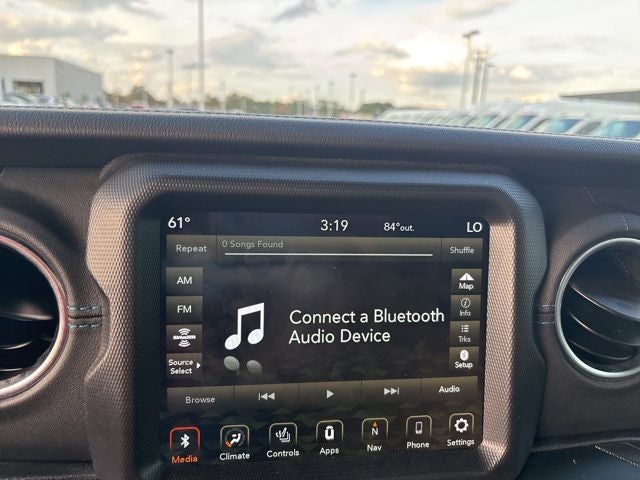 61° 3:19 84°out. LO
Repeat 0 Songs Found Shuffle
AM
Map
FM
Info
Connect a Bluetooth
Audio Device
SiriusXM
Trks
Source
Select
Setup
Browse Audio
Media Climate Controls Apps N Nav Phone Settings